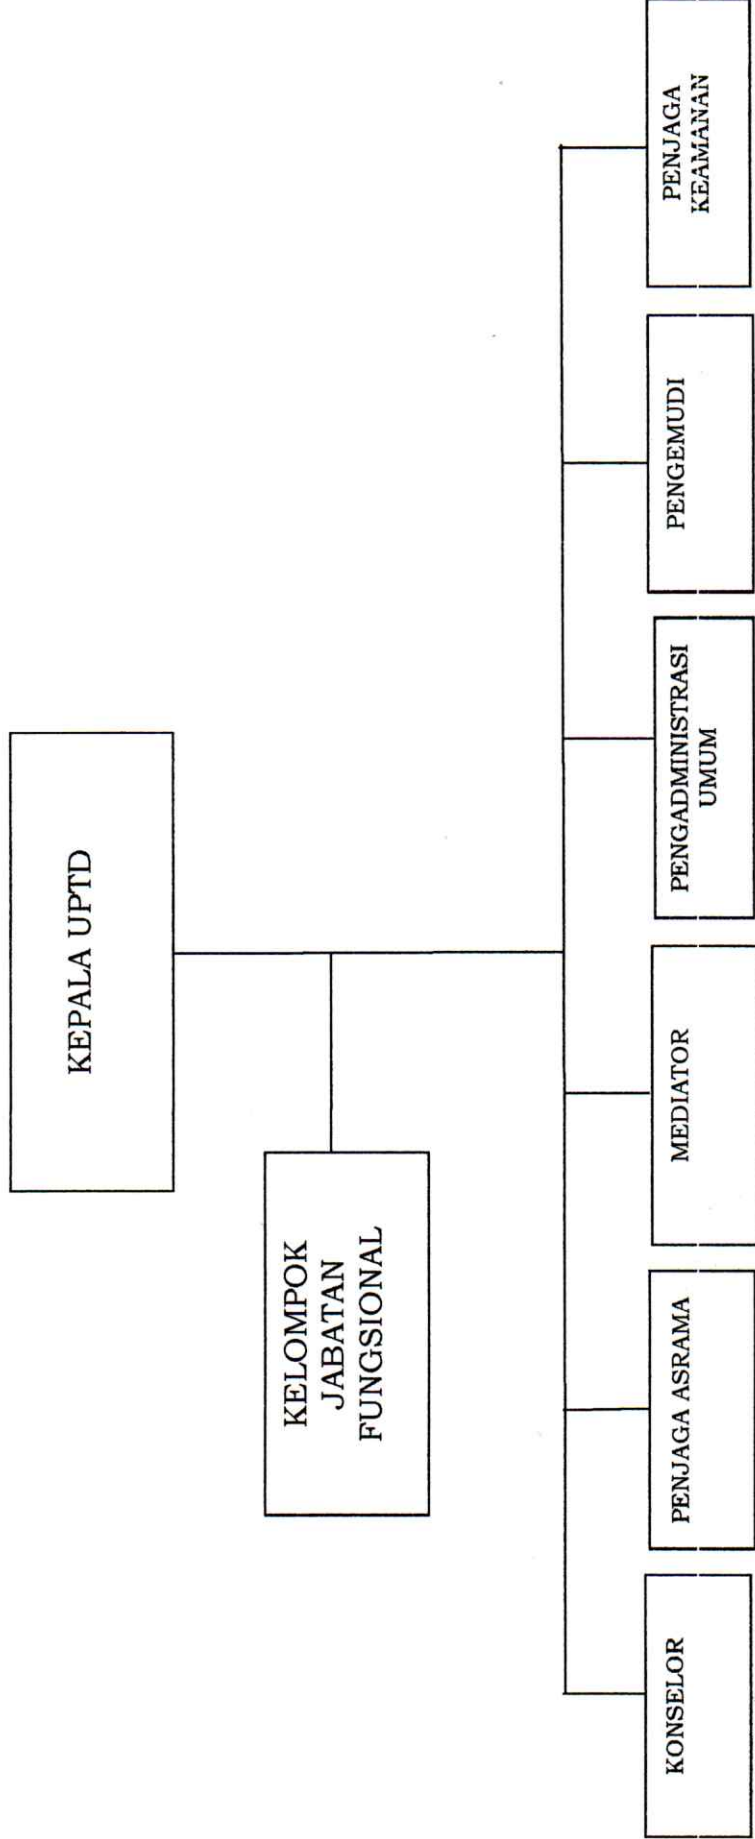 KEPALA UPTD
KELOMPOK
JABATAN
FUNGSIONAL
KONSELOR
PENJAGA ASRAMA
MEDIATOR
PENGADMINISTRASI
UMUM
PENGEMUDI
PENJAGA
KEAMANAN